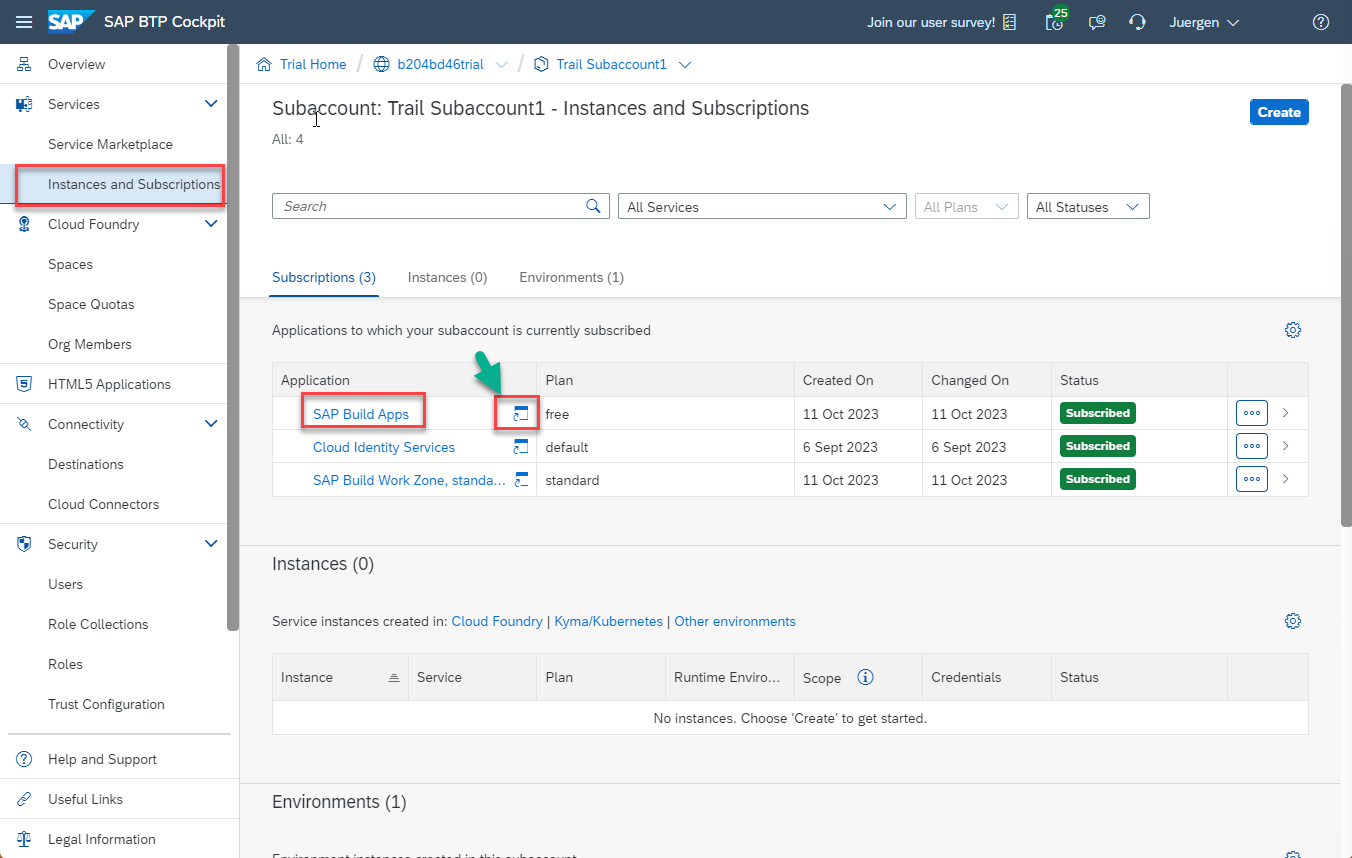 SAP SAP BTP Cockpit
Join our user survey! 25 Juergen
Overview
Services
Service Marketplace
Instances and Subscriptions
Cloud Foundry
Spaces
Space Quotas
Org Members
HTML5 Applications
Connectivity
Destinations
Cloud Connectors
Security
Users
Role Collections
Roles
Trust Configuration
Help and Support
Useful Links
Legal Information
Trial Home / b204bd46trial / Trail Subaccount1
Subaccount: Trail Subaccount1 - Instances and Subscriptions
Create
All: 4
Search All Services All Plans All Statuses
Subscriptions (3) Instances (0) Environments (1)
Applications to which your subaccount is currently subscribed
Application Plan Created On Changed On Status
SAP Build Apps free 11 Oct 2023 11 Oct 2023 Subscribed
Cloud Identity Services default 6 Sept 2023 6 Sept 2023 Subscribed
SAP Build Work Zone, standa... standard 11 Oct 2023 11 Oct 2023 Subscribed
Instances (0)
Service instances created in: Cloud Foundry | Kyma/Kubernetes | Other environments
Instance Service Plan Runtime Enviro... Scope Credentials Status
No instances. Choose 'Create' to get started.
Environments (1)
Environment instances created in this subaccount